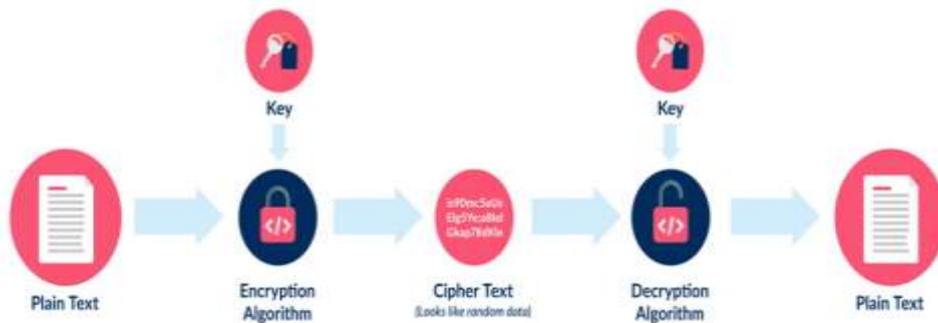 Key
Key
</>
</>
Plain Text
Encryption
Algorithm
Cipher Text
(Looks like random data)
Decryption
Algorithm
Plain Text